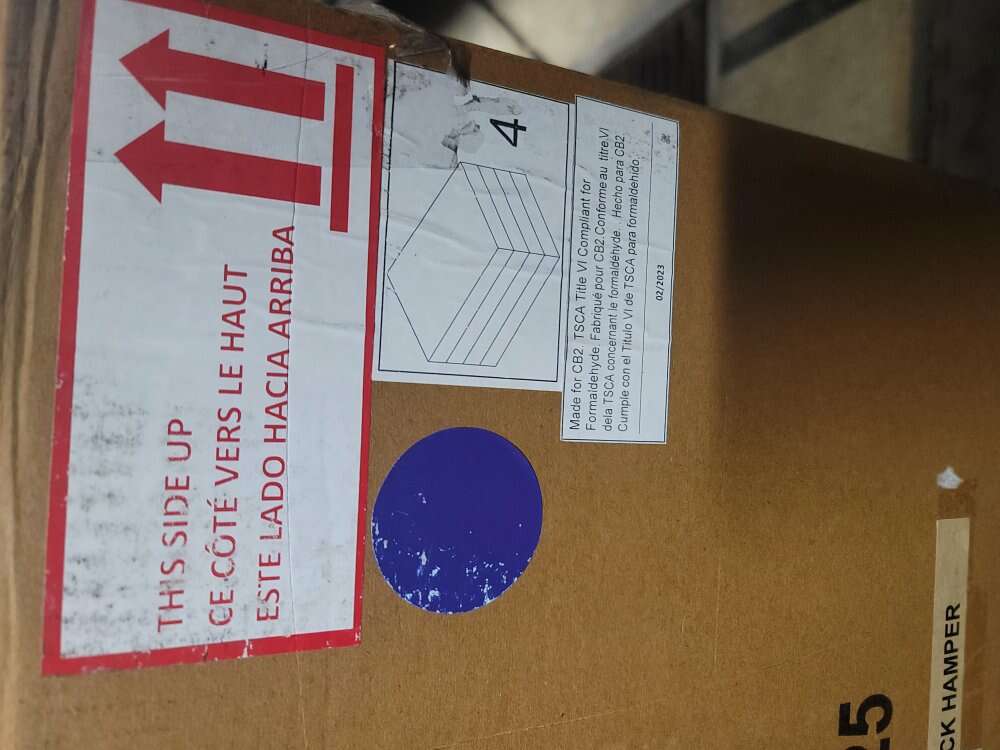 THIS SIDE UP
CE CÔTÉ VERS LE HAUT
ESTE LADO HACIA ARRIBA
4
Made for CB2. TSCA Title VI Compliant for
Formaldehyde. Fabriqué pour CB2.Conforme au titre.VI
dela TSCA concernant le formaldéhyde. Hecho para CB2
Cumple con el Titulo VI de TSCA para formaldehido
02/2023
25
CK HAMPER